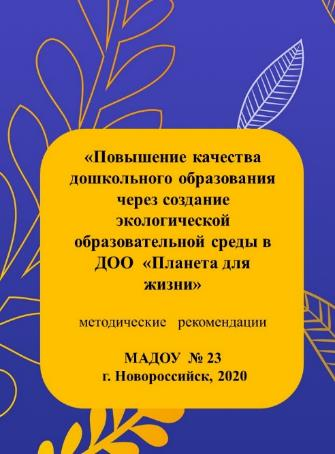 «Повышение качества
дошкольного образования
через создание
экологической
образовательной среды в
ДОО «Планета для
жизни»
методические рекомендации
МАДОУ № 23
г. Новороссийск, 2020